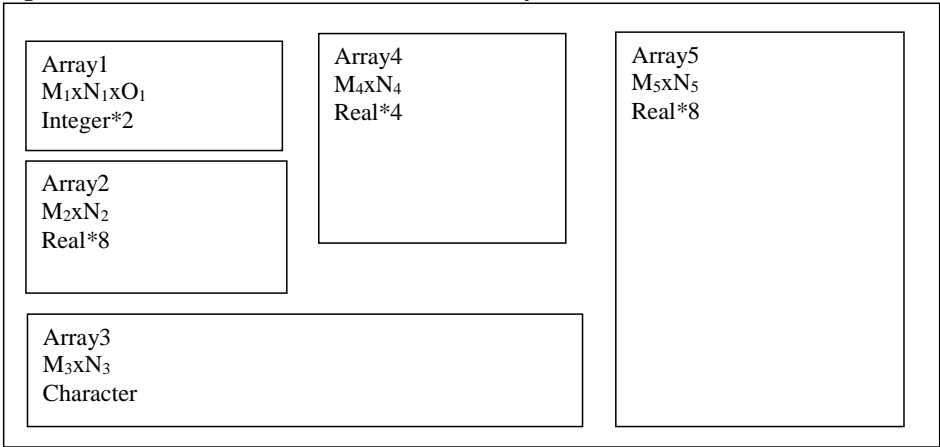 Array1
M₁xN₁xO₁
Integer*2
Array2
M₂xN₂
Real*8
Array3
M₃xN₃
Character
Array4
M₄xN₄
Real*4
Array5
M₅xN₅
Real*8